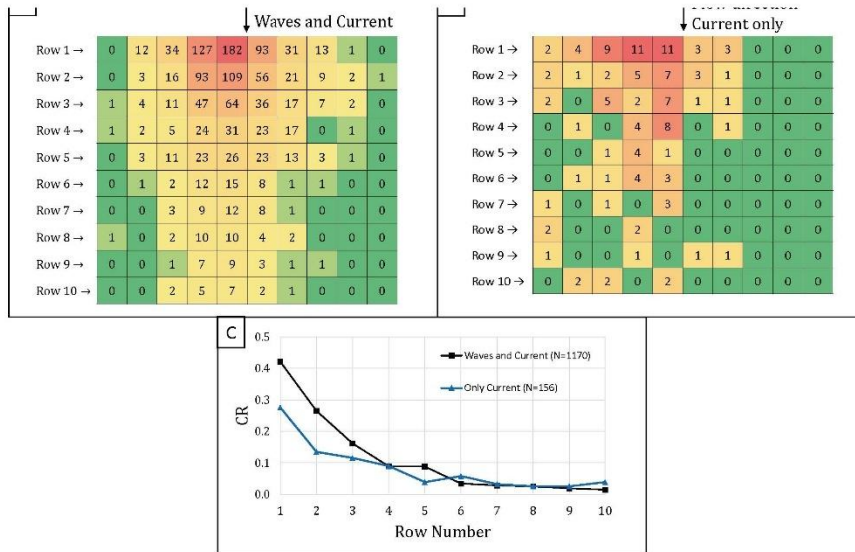 Waves and Current
Row 1 → 0 12 34 127 182 93 31 13 1 0
Row 2 → 0 3 16 93 109 56 21 9 2 1
Row 3 → 1 4 11 47 64 36 17 7 2 0
Row 4 → 1 2 5 24 31 23 17 0 1 0
Row 5 → 0 3 11 23 26 23 13 3 1 0
Row 6 → 0 1 2 12 15 8 1 1 0 0
Row 7 → 0 0 3 9 12 8 1 0 0 0
Row 8 → 1 0 2 10 10 4 2 0 0 0
Row 9 → 0 0 1 7 9 3 1 1 0 0
Row 10 → 0 0 2 5 7 2 1 0 0 0
Current only
Row 1 → 2 4 9 11 11 3 3 0 0 0
Row 2 → 2 1 2 5 7 3 1 0 0 0
Row 3 → 2 0 5 2 7 1 1 0 0 0
Row 4 → 0 1 0 4 8 0 1 0 0 0
Row 5 → 0 0 1 4 1 0 0 0 0 0
Row 6 → 0 1 1 4 3 0 0 0 0 0
Row 7 → 1 0 1 0 3 0 0 0 0 0
Row 8 → 2 0 0 2 0 0 0 0 0 0
Row 9 → 1 0 0 1 0 1 1 0 0 0
Row 10 → 0 2 2 0 2 0 0 0 0 0
C
0.5
0.4
0.3
0.2
0.1
0.0
CR
Waves and Current (N=1170)
Only Current (N=156)
1 2 3 4 5 6 7 8 9 10
Row Number